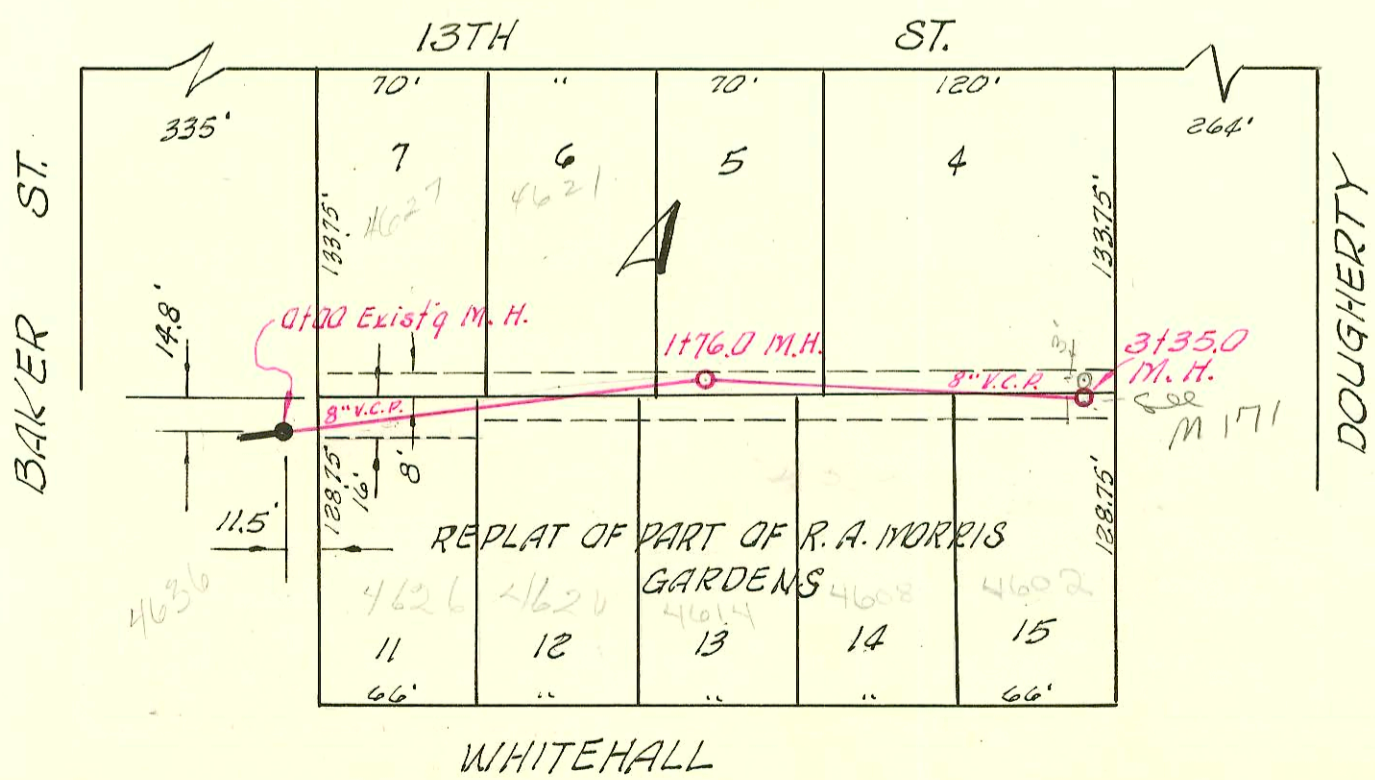 13TH ST.
70' " 70' 120'
335' 264'
7 6 5 4
4627 4621
BAKER ST.
DOUGHERTY
133.75' 133.75'
A
14.8'
0+00 Exist'g M.H.
1+76.0 M.H.
3'
3+35.0 M.H.
8" V.C.P.
8" V.C.P.
see M 171
128.75' 16' 8' 128.75'
11.5'
REPLAT OF PART OF R.A. MORRIS
GARDENS
4636
4626 4620 4614 4608 4602
11 12 13 14 15
66' " " " 66'
WHITEHALL